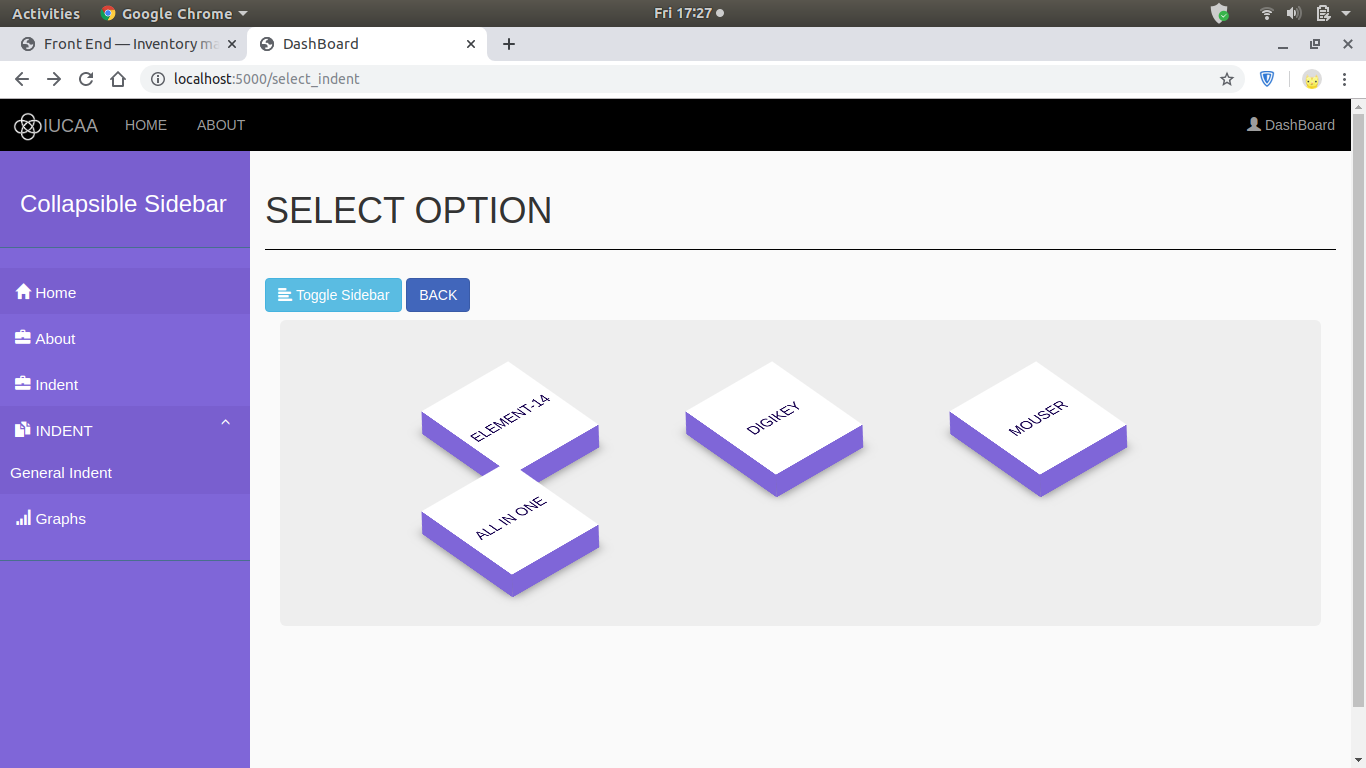 Activities Google Chrome Fri 17:27
Front End — Inventory ma DashBoard
localhost:5000/select_indent
IUCAA HOME ABOUT DashBoard
Collapsible Sidebar
SELECT OPTION
Toggle Sidebar BACK
Home
About
Indent
INDENT
General Indent
Graphs
ELEMENT-14 DIGIKEY MOUSER
ALL IN ONE